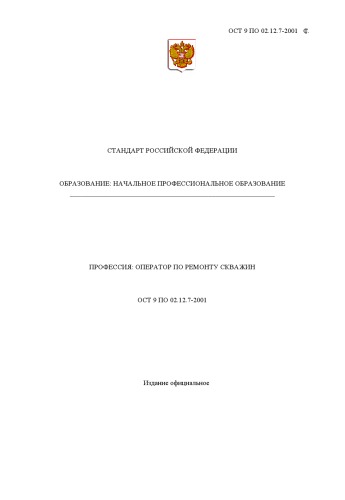 ОСТ 9 ПО 02.12.7-2001
СТАНДАРТ РОССИЙСКОЙ ФЕДЕРАЦИИ
ОБРАЗОВАНИЕ: НАЧАЛЬНОЕ ПРОФЕССИОНАЛЬНОЕ ОБРАЗОВАНИЕ
ПРОФЕССИЯ: ОПЕРАТОР ПО РЕМОНТУ СКВАЖИН
ОСТ 9 ПО 02.12.7-2001
Издание официальное